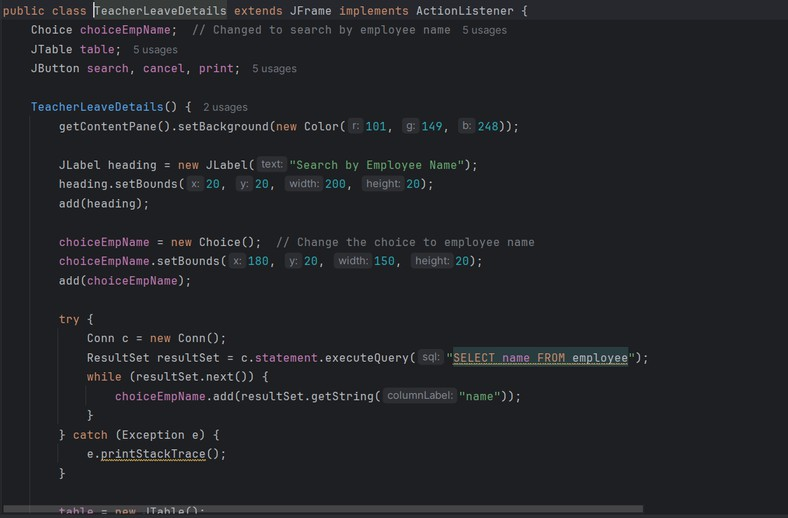 public class TeacherLeaveDetails extends JFrame implements ActionListener {
Choice choiceEmpName;  // Changed to search by employee name  5 usages
JTable table;  5 usages
JButton search, cancel, print;  5 usages
TeacherLeaveDetails() {  2 usages
getContentPane().setBackground(new Color( r: 101,  g: 149,  b: 248));
JLabel heading = new JLabel( text: "Search by Employee Name");
heading.setBounds( x: 20,  y: 20,  width: 200,  height: 20);
add(heading);
choiceEmpName = new Choice();  // Change the choice to employee name
choiceEmpName.setBounds( x: 180,  y: 20,  width: 150,  height: 20);
add(choiceEmpName);
try {
Conn c = new Conn();
ResultSet resultSet = c.statement.executeQuery( sql: "SELECT name FROM employee");
while (resultSet.next()) {
choiceEmpName.add(resultSet.getString( columnLabel: "name"));
}
} catch (Exception e) {
e.printStackTrace();
}
table = new JTable();